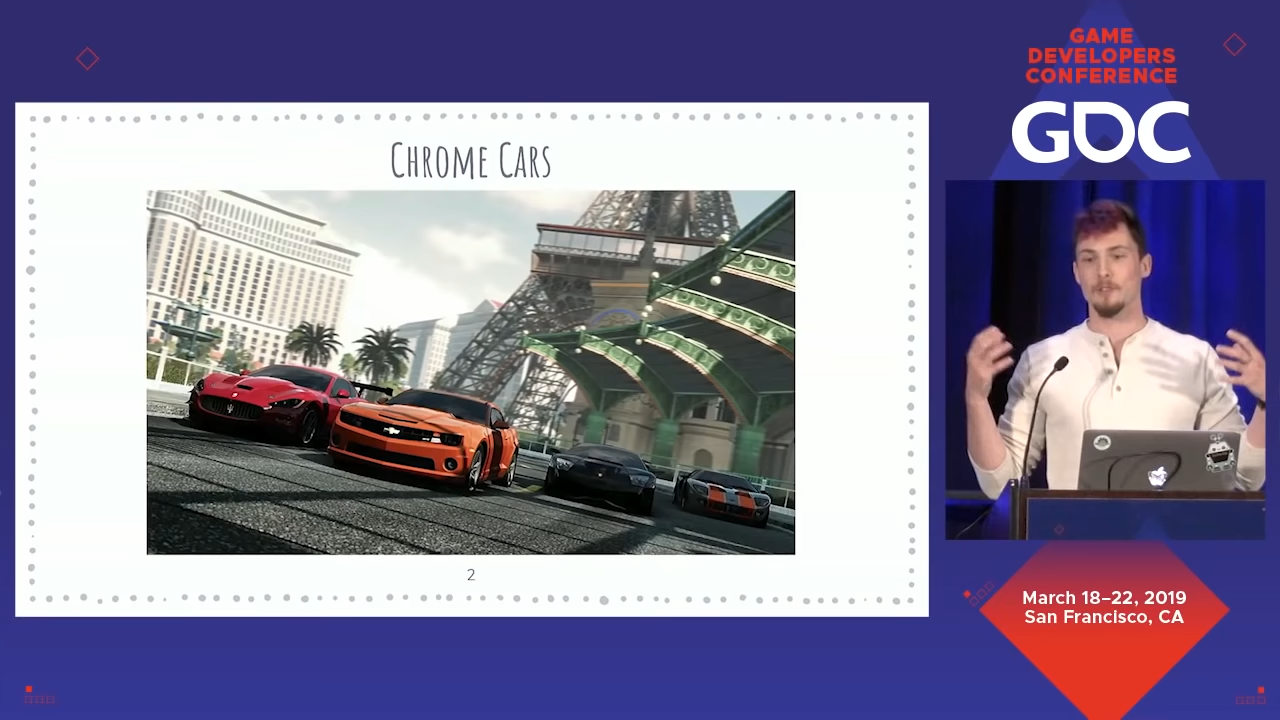 CHROME CARS
2
GAME
DEVELOPERS
CONFERENCE
GDC
March 18–22, 2019
San Francisco, CA